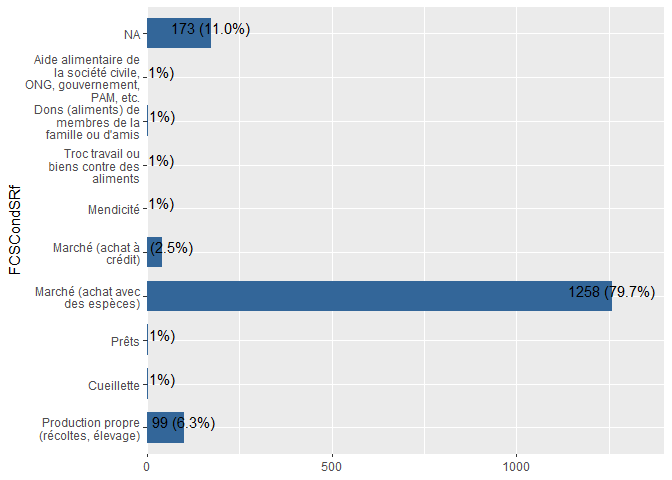 NA
173 (11.0%)
Aide alimentaire de
la société civile,
ONG, gouvernement,
PAM, etc.
1%)
Dons (aliments) de
membres de la
famille ou d'amis
1%)
Troc travail ou
biens contre des
aliments
1%)
Mendicité
1%)
Marché (achat à
crédit)
(2.5%)
Marché (achat avec
des espèces)
1258 (79.7%)
Prêts
1%)
Cueillette
1%)
Production propre
(récoltes, élevage)
99 (6.3%)
FCSCondSRf
0
500
1000